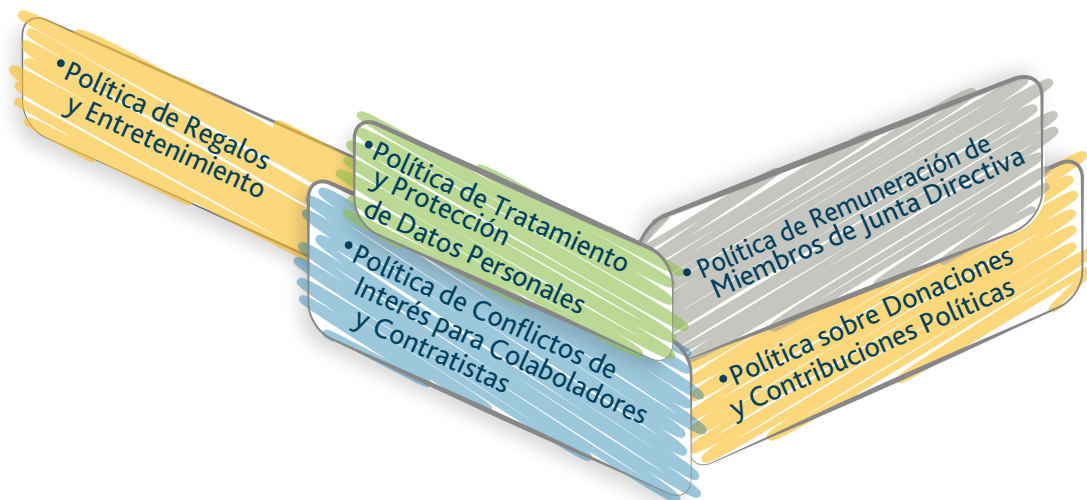 •Política de Regalos
y Entretenimiento
•Política de Tratamiento
y Protección
de Datos Personales
•Política de Conflictos de
Interés para Colaboladores
y Contratistas
• Política de Remuneración de
Miembros de Junta Directiva
•Política sobre Donaciones
y Contribuciones Políticas